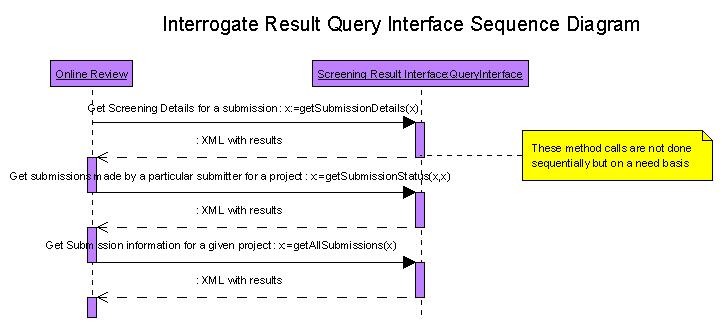 Interrogate Result Query Interface Sequence Diagram
Online Review
Screening Result Interface:QueryInterface
Get Screening Details for a submission : x:=getSubmissionDetails(x)
: XML with results
These method calls are not done
sequentially but on a need basis
Get submissions made by a particular submitter for a project : x:=getSubmissionStatus(x,x)
: XML with results
Get Submission information for a given project : x:=getAllSubmissions(x)
: XML with results